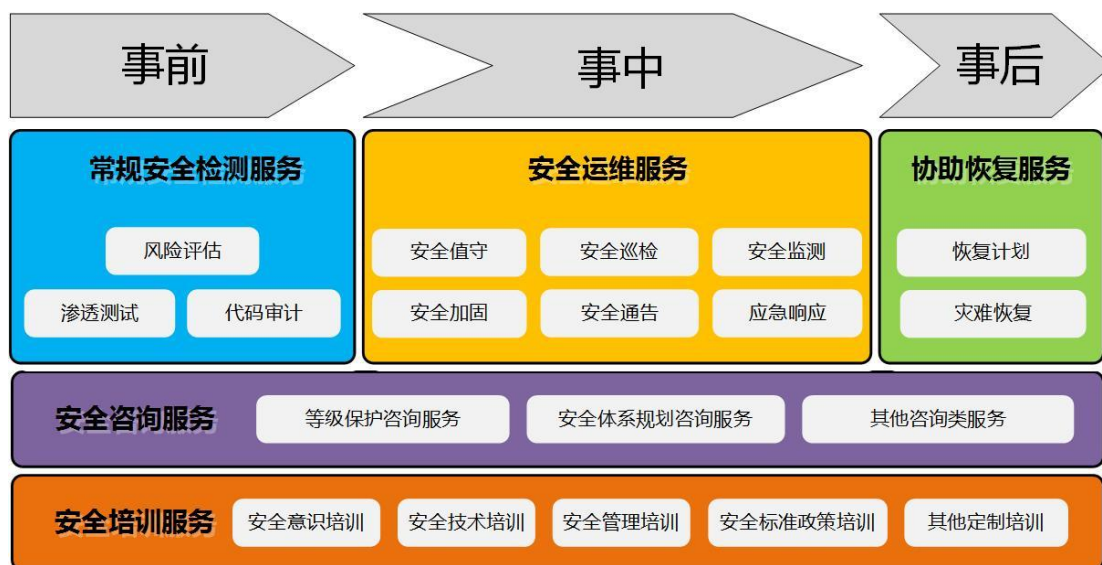 事前 事中 事后
常规安全检测服务 安全运维服务 协助恢复服务
风险评估 安全值守 安全巡检 安全监测 恢复计划
渗透测试 代码审计 安全加固 安全通告 应急响应 灾难恢复
安全咨询服务 等级保护咨询服务 安全体系规划咨询服务 其他咨询类服务
安全培训服务 安全意识培训 安全技术培训 安全管理培训 安全标准政策培训 其他定制培训